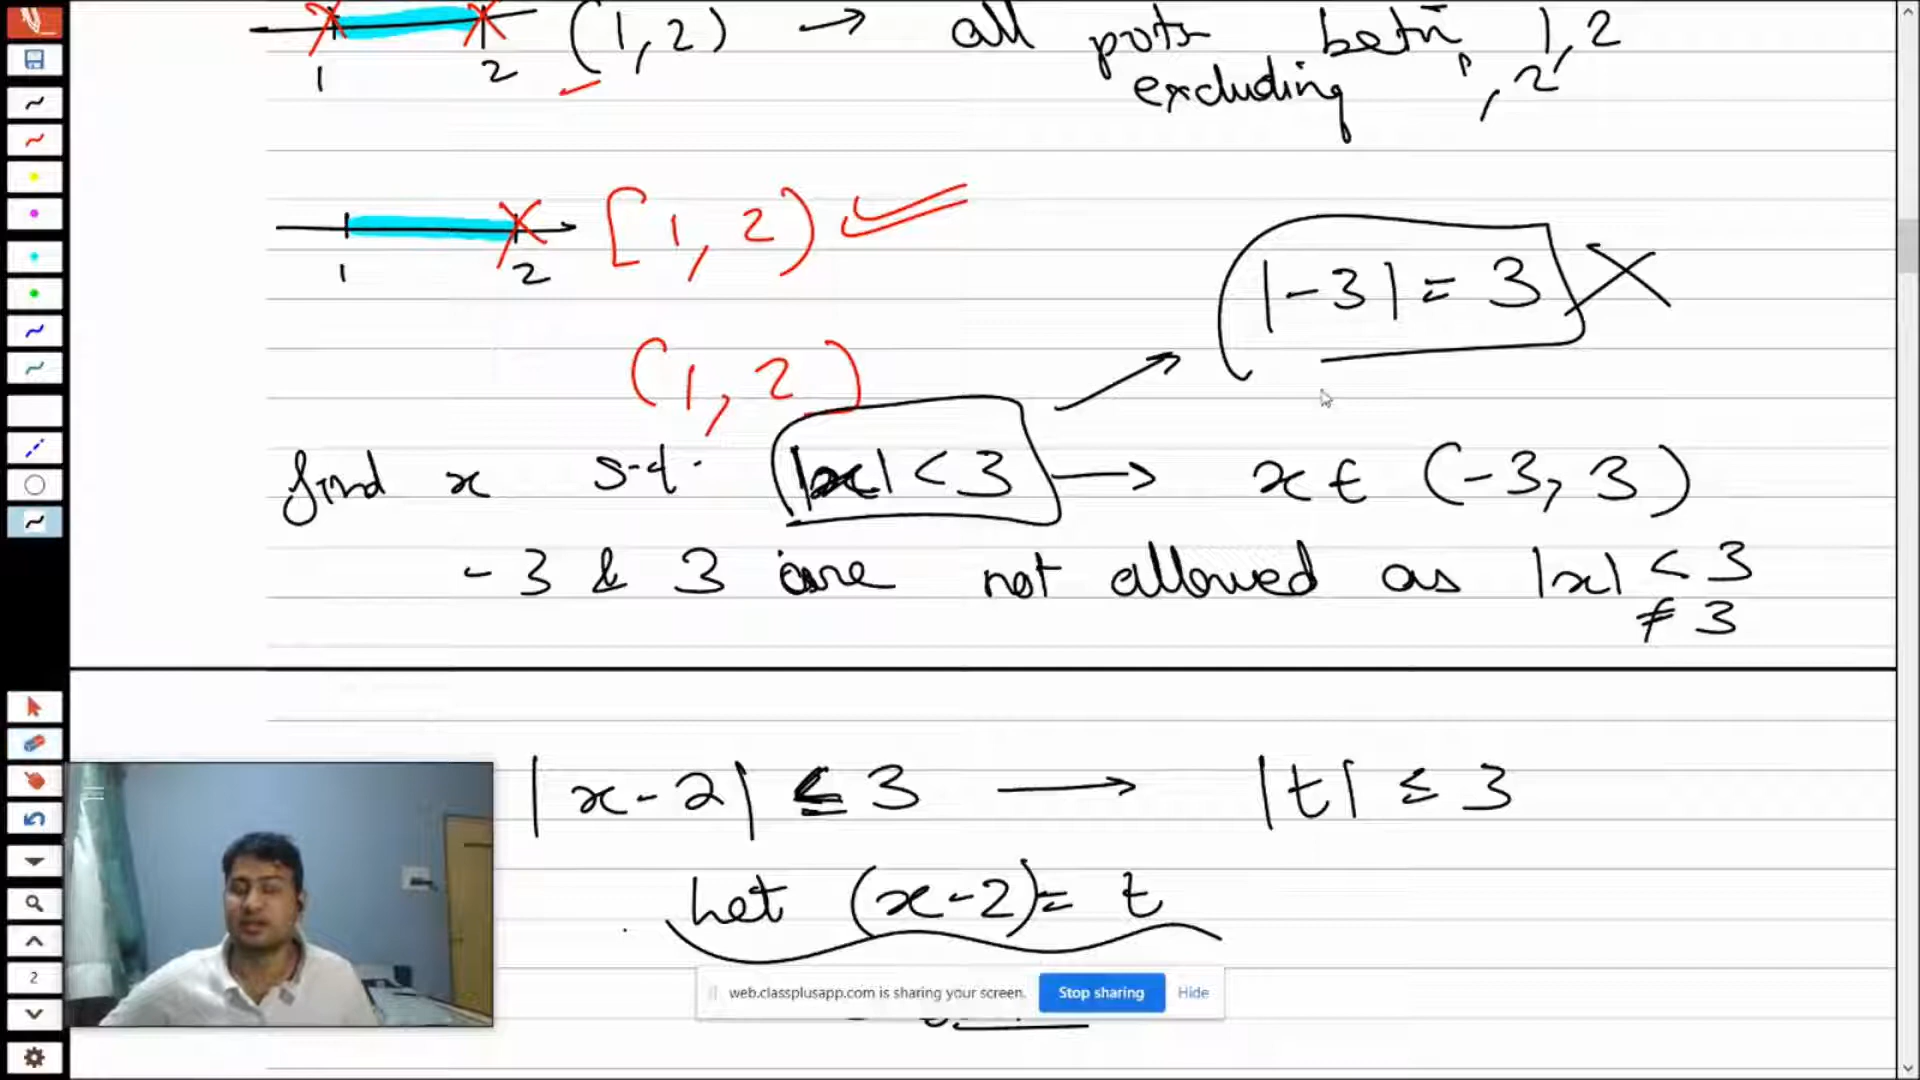 (1, 2) → all pnts betn 1, 2
1 2
excluding 1, 2
[1, 2)
1 2
|-3| = 3
(1, 2)
find x s.t. |x| < 3 → x ∈ (-3, 3)
-3 & 3 are not allowed as |x| < 3
≠ 3
|x-2| ≤ 3 → |t| ≤ 3
Let (x-2) = t
web.classplusapp.com is sharing your screen. Stop sharing Hide
2